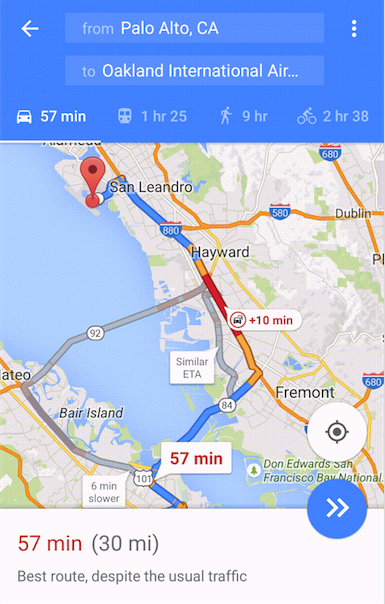 from Palo Alto, CA
to Oakland International Air...
57 min
1 hr 25
9 hr
2 hr 38
Alameda
680
San Leandro
580
Dublin
880
Hayward
+10 min
92
Similar
ETA
680
Mateo
Fremont
84
Bair Island
57 min
Don Edwards San
Francisco Bay National
101
6 min
slower
57 min (30 mi)
Best route, despite the usual traffic